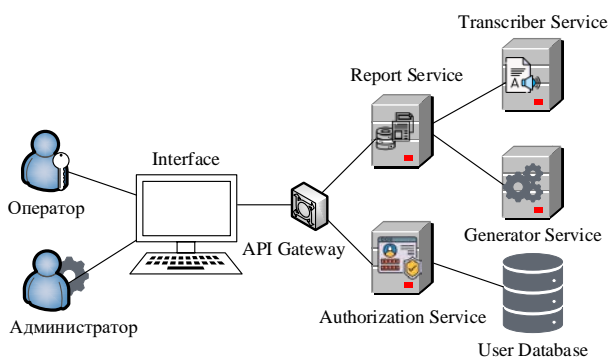 Transcriber Service
Report Service
Interface
Оператор
API Gateway
Generator Service
Администратор
Authorization Service
User Database